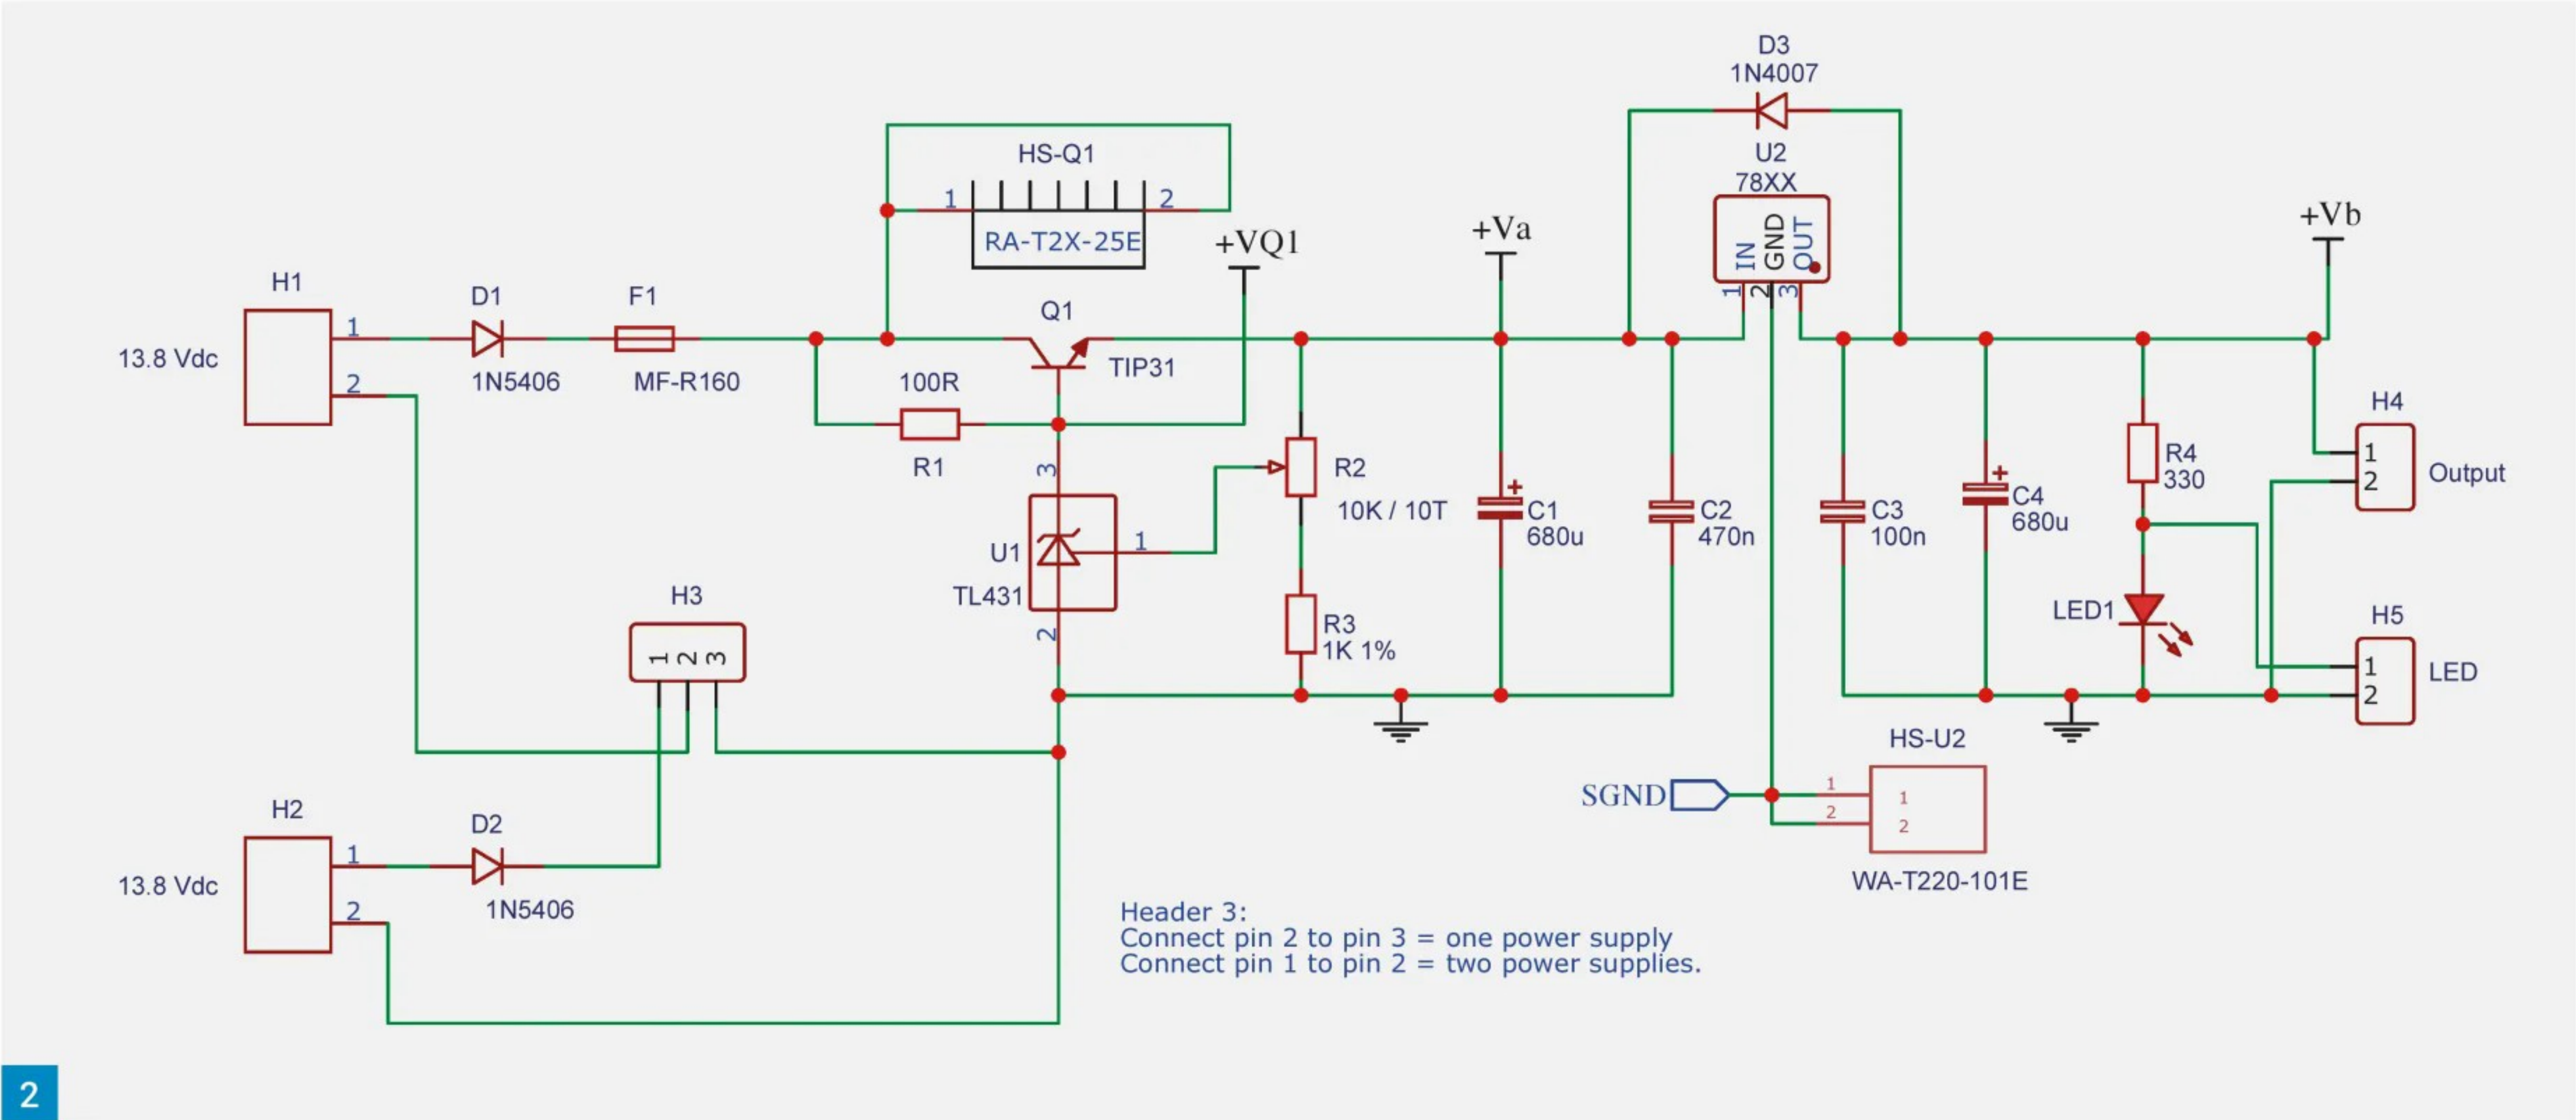 D3
1N4007
HS-Q1
U2
78XX
1
2
RA-T2X-25E
+VQ1
+Va
+Vb
IN
GND
OUT
1
2
3
H1
D1
F1
Q1
1
13.8 Vdc
2
1N5406
MF-R160
100R
TIP31
R1
3
R2
10K / 10T
H4
1
2
Output
R4
330
C1
680u
C2
470n
C3
100n
+
C4
680u
+
U1
1
TL431
2
H3
1
2
3
R3
1K 1%
LED1
H5
1
2
LED
H2
D2
1
13.8 Vdc
2
1N5406
HS-U2
SGND
1
2
1
2
WA-T220-101E
Header 3:
Connect pin 2 to pin 3 = one power supply
Connect pin 1 to pin 2 = two power supplies.
2